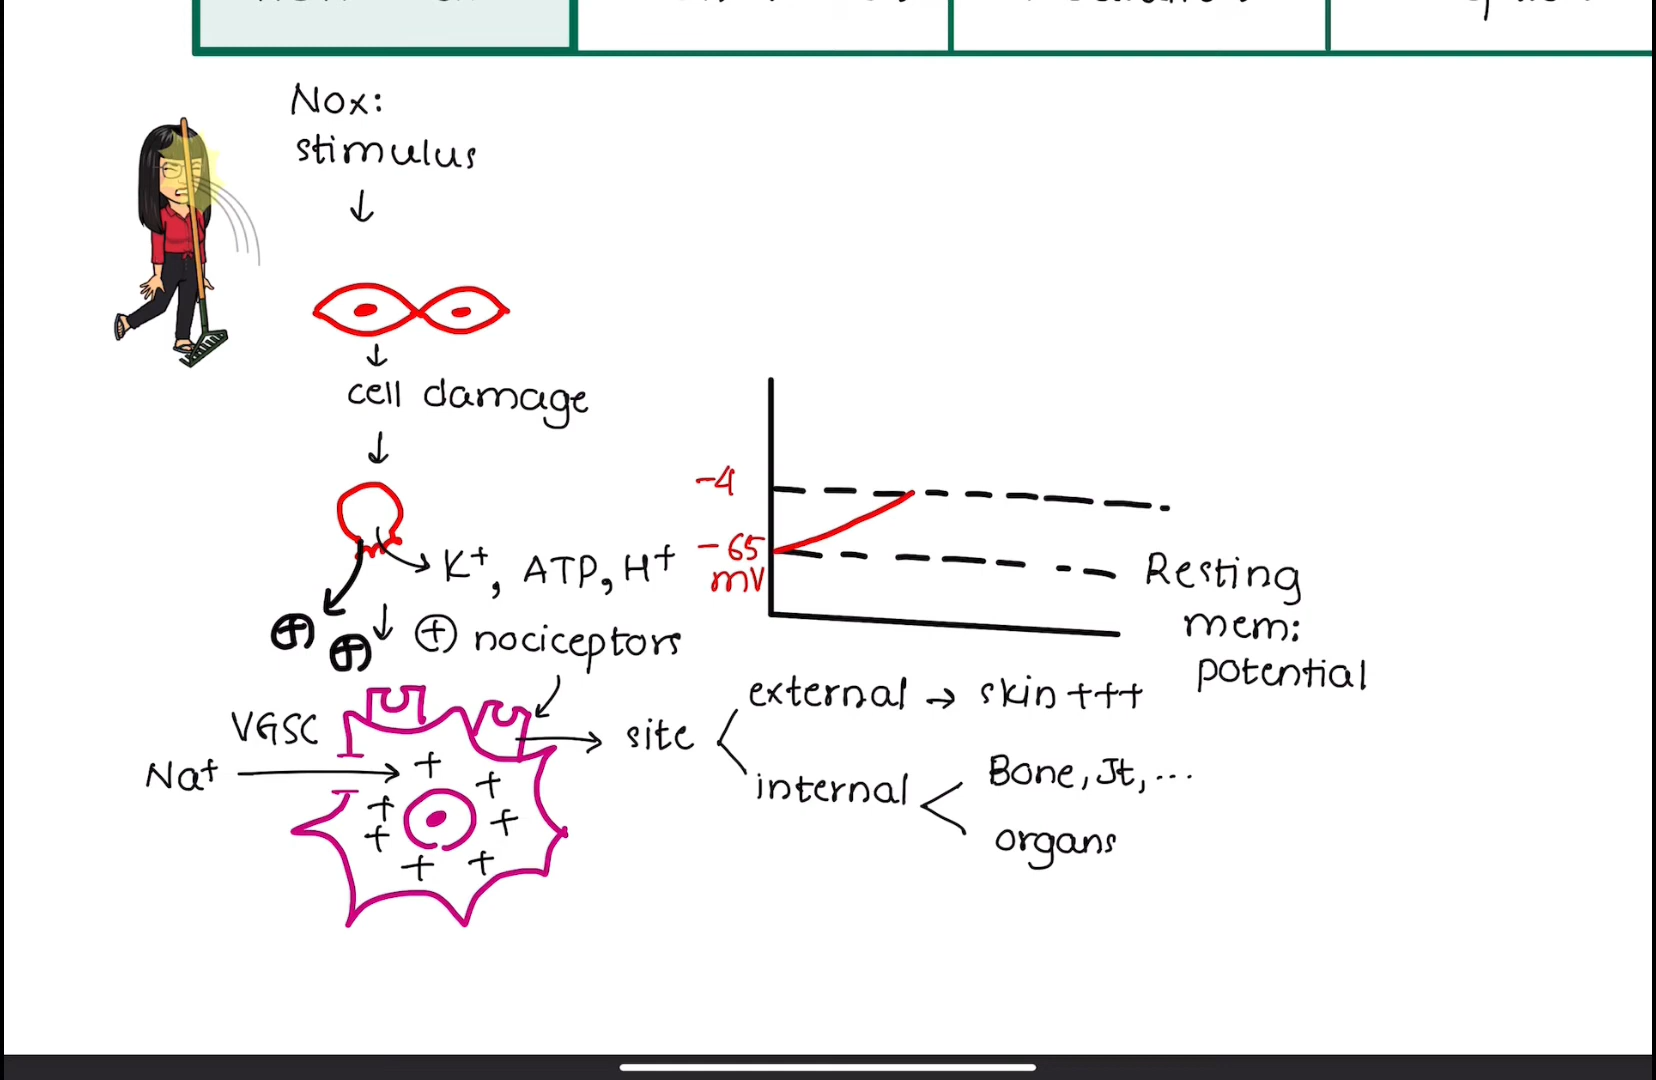 Nox:
stimulus
↓
↓
cell damage
↓
K+, ATP, H+
↓ ⊕ nociceptors
⊕ ⊕
VGSC
Na+
+ + + + + + + +
→ site
external → skin +++
internal
Bone, Jt, ...
organs
-4
-65
mV
Resting
mem:
potential